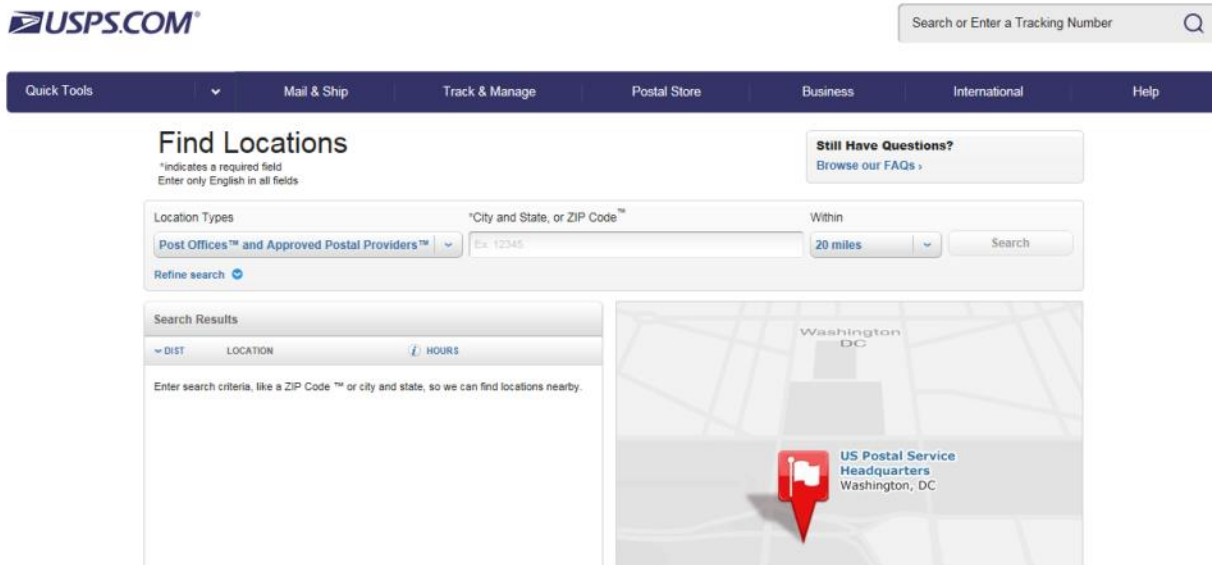 USPS.COM®
Search or Enter a Tracking Number
Quick Tools
Mail & Ship
Track & Manage
Postal Store
Business
International
Help
Find Locations
*indicates a required field
Enter only English in all fields
Still Have Questions?
Browse our FAQs ›
Location Types
*City and State, or ZIP Code™
Within
Post Offices™ and Approved Postal Providers™
Ex. 12345
20 miles
Search
Refine search
Search Results
DIST LOCATION i HOURS
Enter search criteria, like a ZIP Code ™ or city and state, so we can find locations nearby.
Washington
DC
US Postal Service
Headquarters
Washington, DC